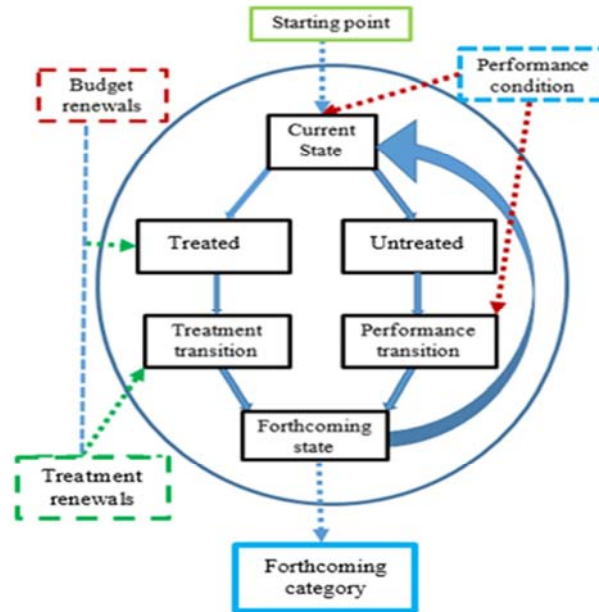 Starting point
Budget
renewals
Performance
condition
Current
State
Treated
Untreated
Treatment
transition
Performance
transition
Forthcoming
state
Treatment
renewals
Forthcoming
category